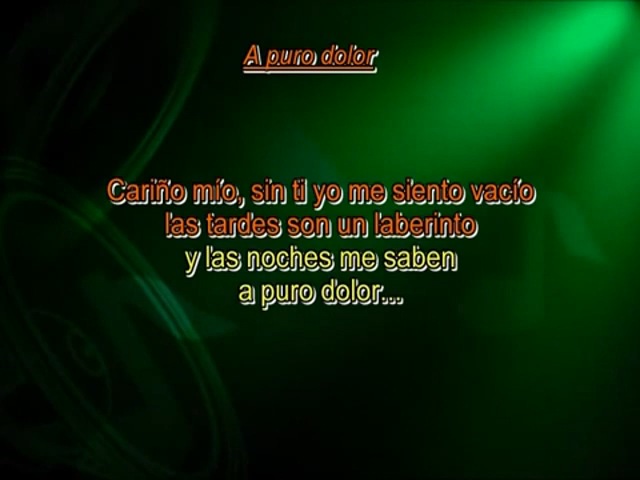 A puro dolor
Cariño mío, sin ti yo me siento vacío
las tardes son un laberinto
y las noches me saben
a puro dolor...